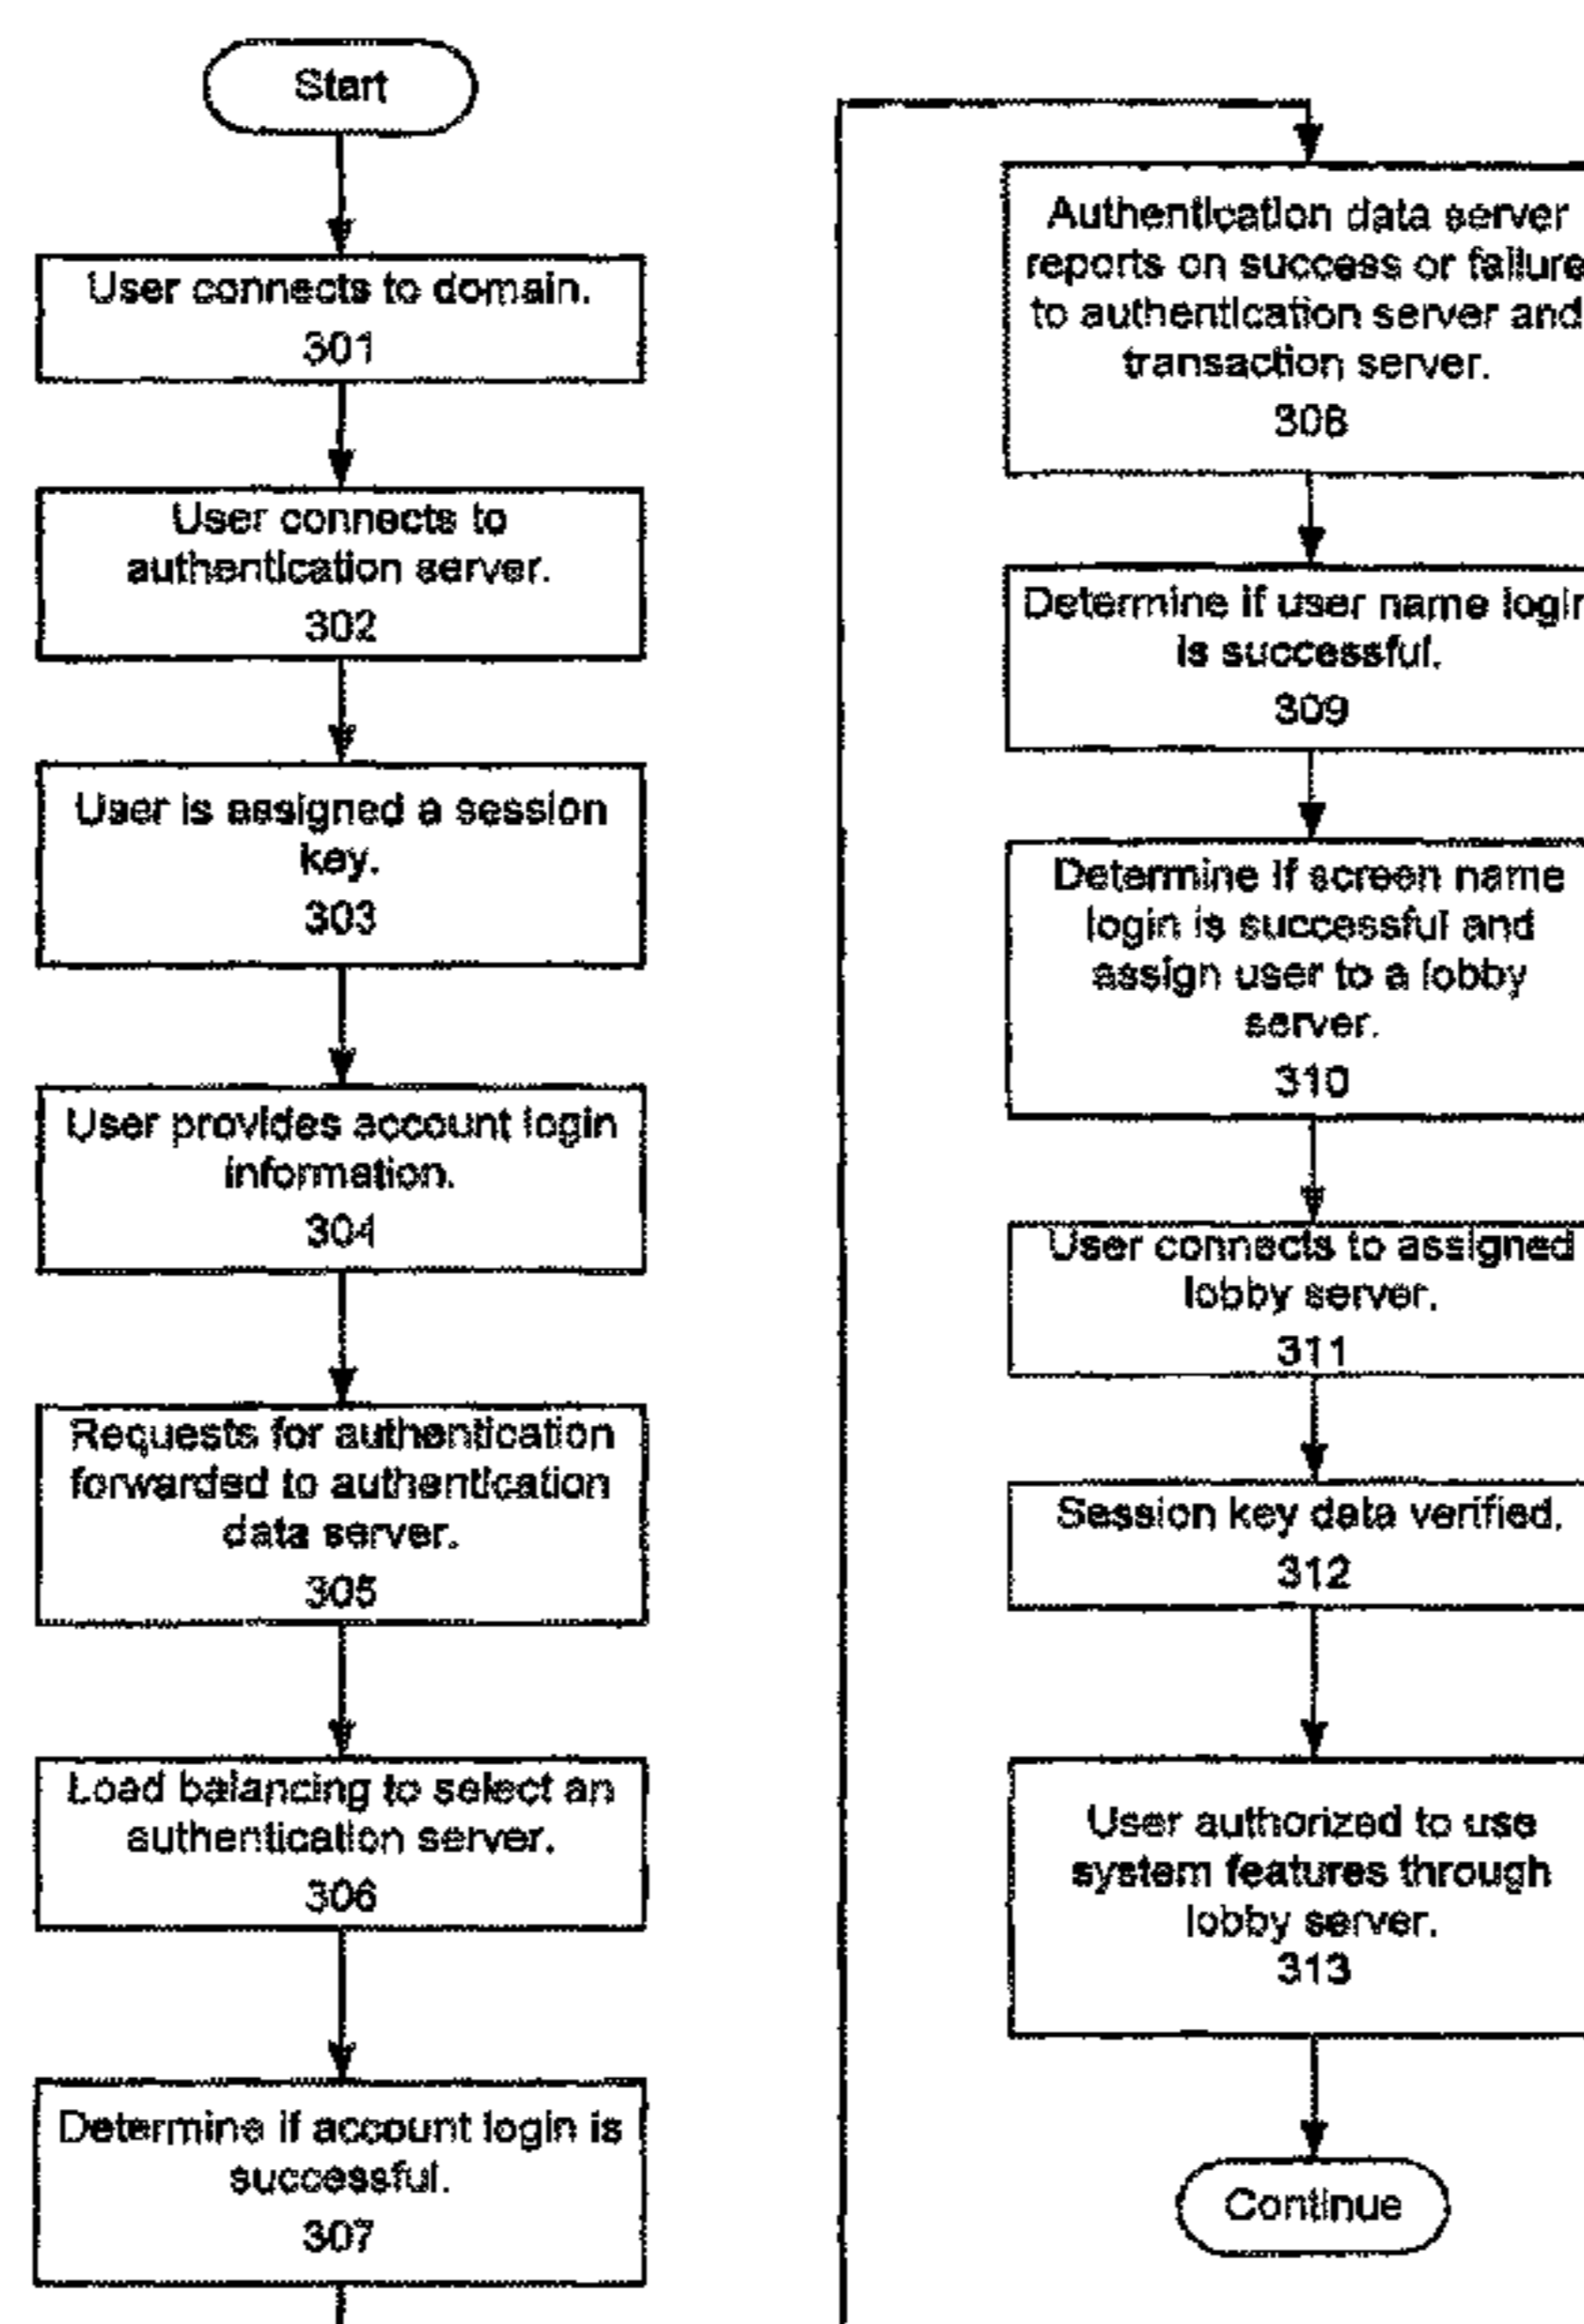 Start
User connects to domain.
301
User connects to
authentication server.
302
User is assigned a session
key.
303
User provides account login
information.
304
Requests for authentication
forwarded to authentication
data server.
305
Load balancing to select an
authentication server.
306
Determine if account login is
successful.
307
Authentication data server
reports on success or failure
to authentication server and
transaction server.
308
Determine if user name login
is successful.
309
Determine if screen name
login is successful and
assign user to a lobby
server.
310
User connects to assigned
lobby server.
311
Session key data verified.
312
User authorized to use
system features through
lobby server.
313
Continue